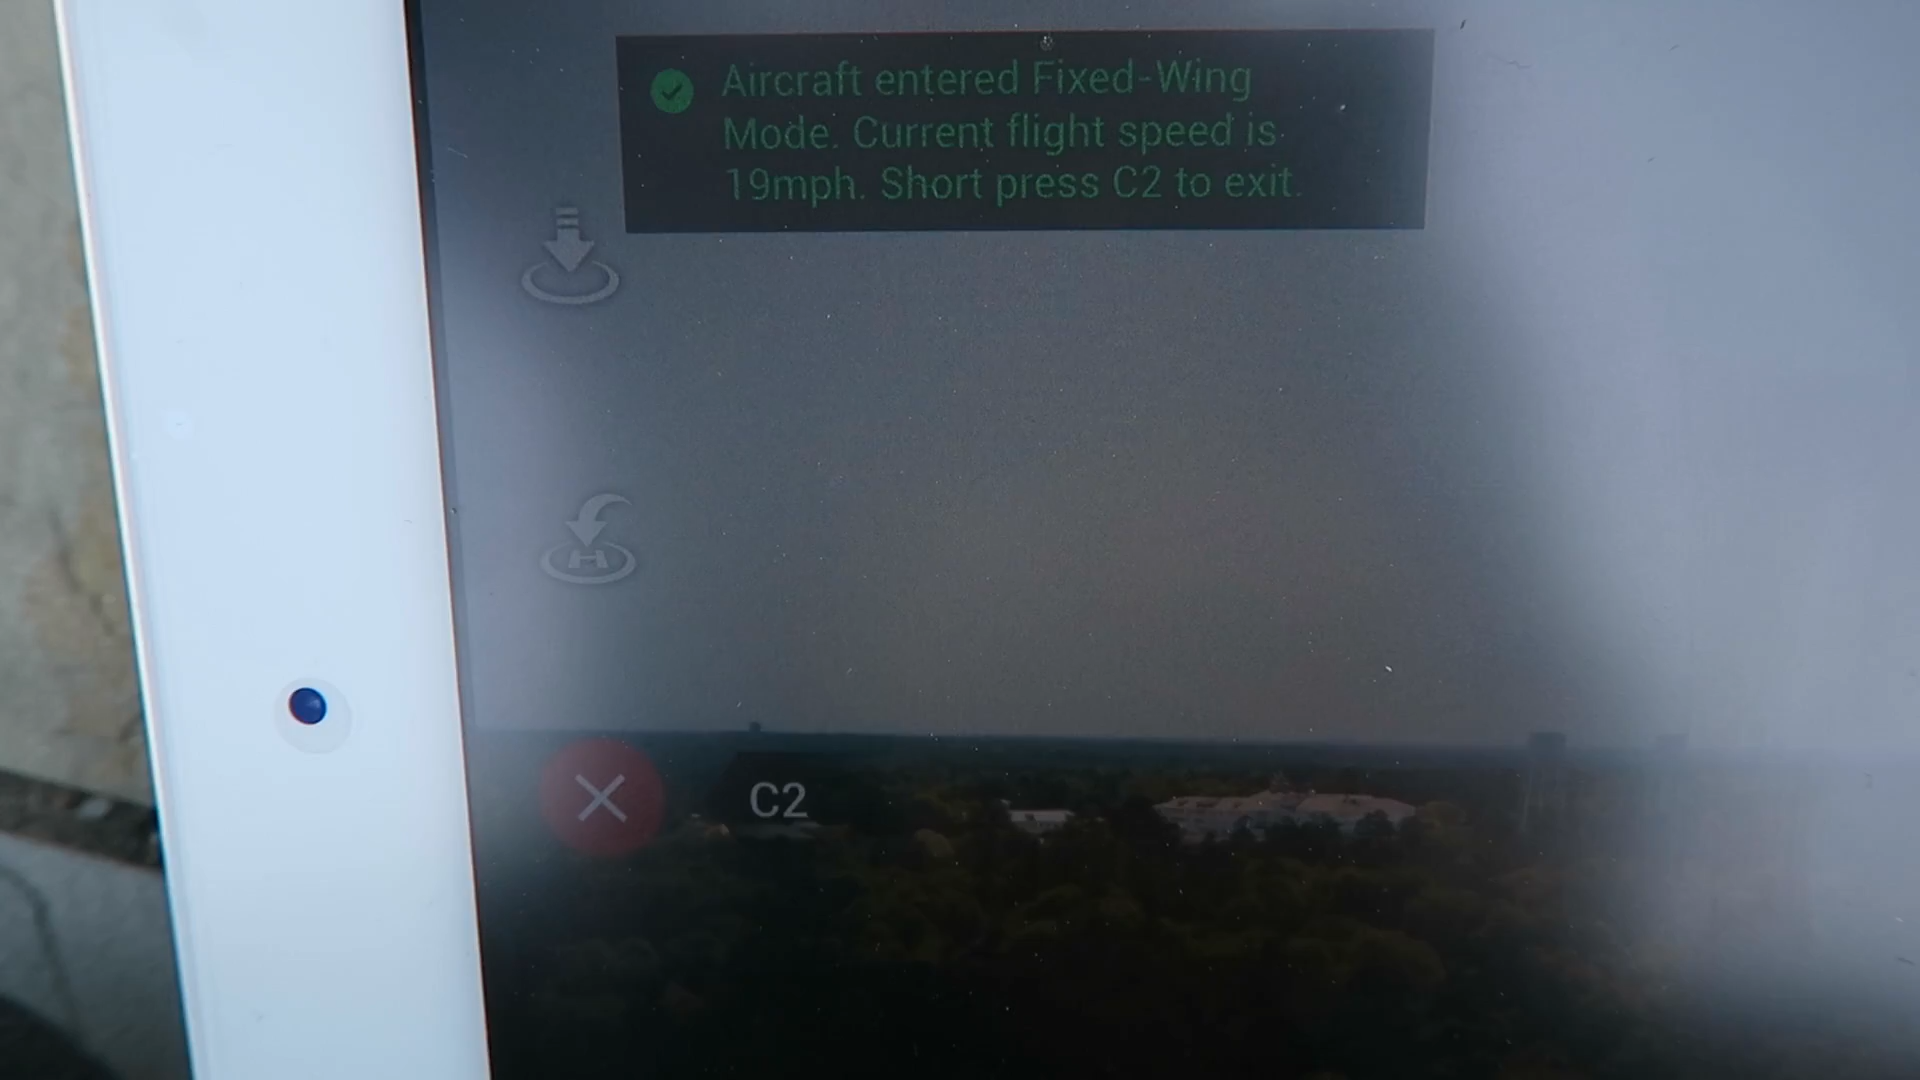 Aircraft entered Fixed-Wing
Mode. Current flight speed is
19mph. Short press C2 to exit.
H
C2